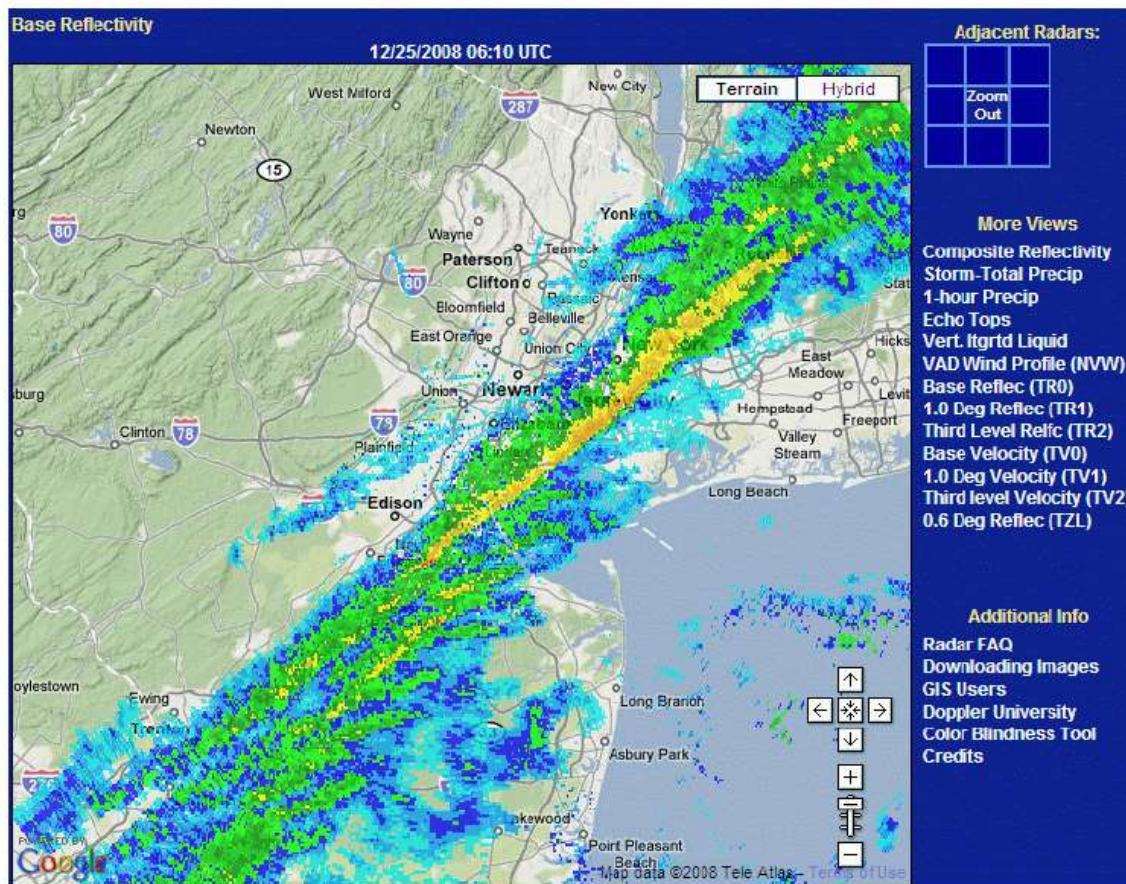 Base Reflectivity
12/25/2008 06:10 UTC
Adjacent Radars:
Zoom
Out
Terrain
Hybrid
New City
West Milford
287
Newton
15
80
Wayne
Paterson
Teaneck
Clifton
80
Bloomfield
Passaic
East Orange
Belleville
Union City
Newark
Union
78
Clinton
78
Plainfield
Elizabeth
Linden
Edison
East
Meadow
Hempstead
Freeport
Valley
Stream
Long Beach
Ewing
Trenton
Long Branch
Asbury Park
Point Pleasant
Beach
POWERED BY
Google
Map data ©2008 Tele Atlas - Terms of Use
More Views
Composite Reflectivity
Storm-Total Precip
1-hour Precip
Echo Tops
Vert. Itgrtd Liquid
VAD Wind Profile (NVW)
Base Reflec (TR0)
1.0 Deg Reflec (TR1)
Third Level Relfc (TR2)
Base Velocity (TV0)
1.0 Deg Velocity (TV1)
Third level Velocity (TV2
0.6 Deg Reflec (TZL)
Additional Info
Radar FAQ
Downloading Images
GIS Users
Doppler University
Color Blindness Tool
Credits